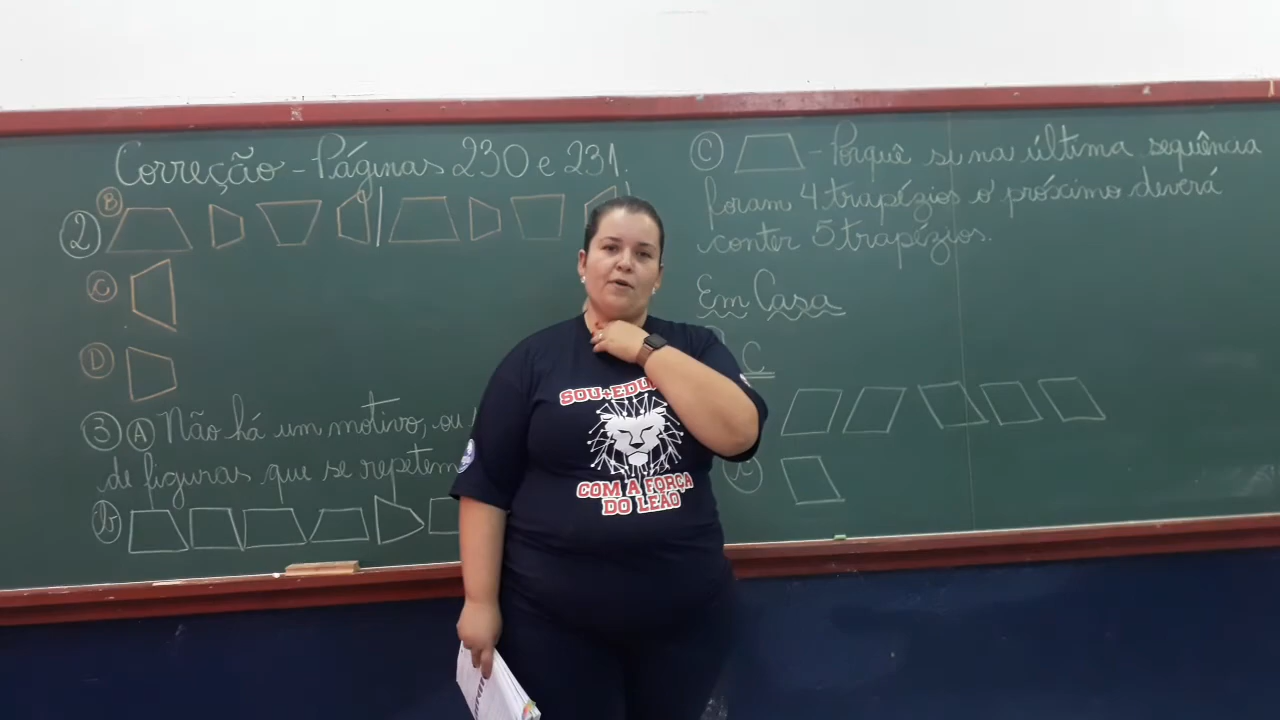 Correção - Páginas 230 e 231.
2 B
C
D
3 A Não há um motivo, ou
de figuras que se repetem
b
C - Porquê si na última sequência
foram 4 trapézios o próximo deverá
conter 5 trapézios.
Em Casa
C
SOU+EDU
COM A FORÇA
DO LEÃO